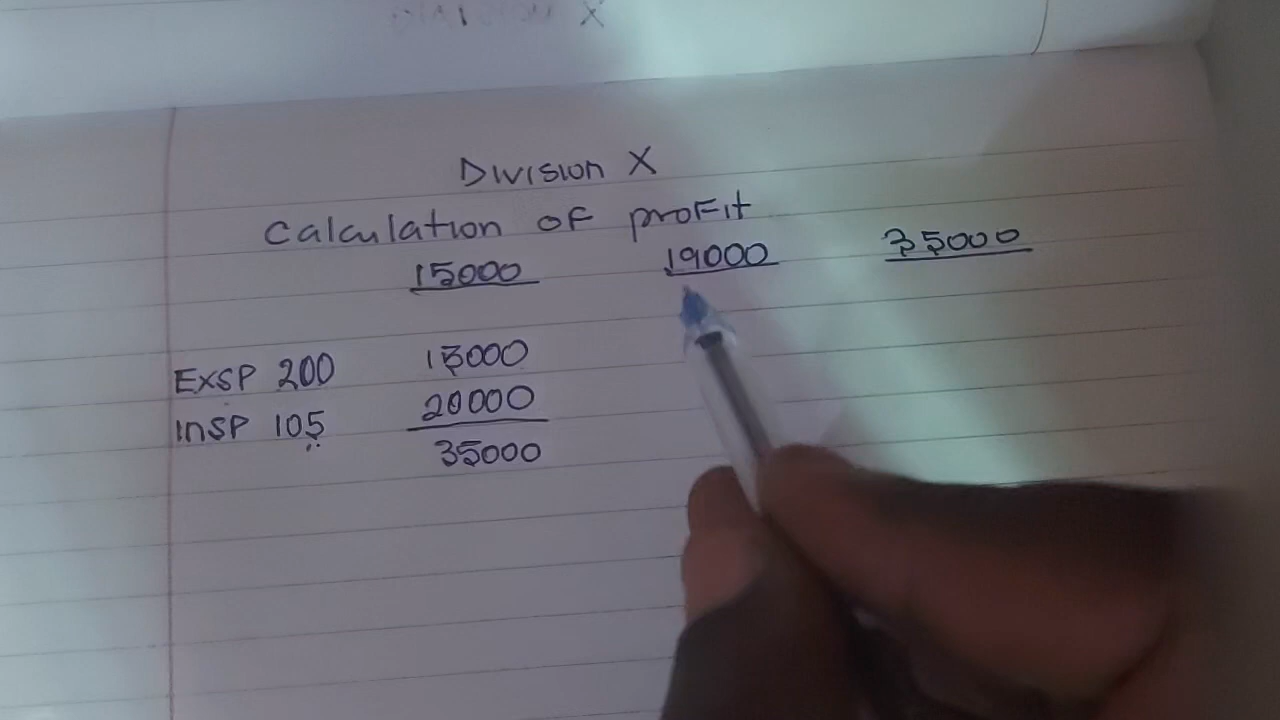 X
Division X
Calculation of profit
15000 19000 35000
EXSP 200 15000
INSP 105 20000
35000